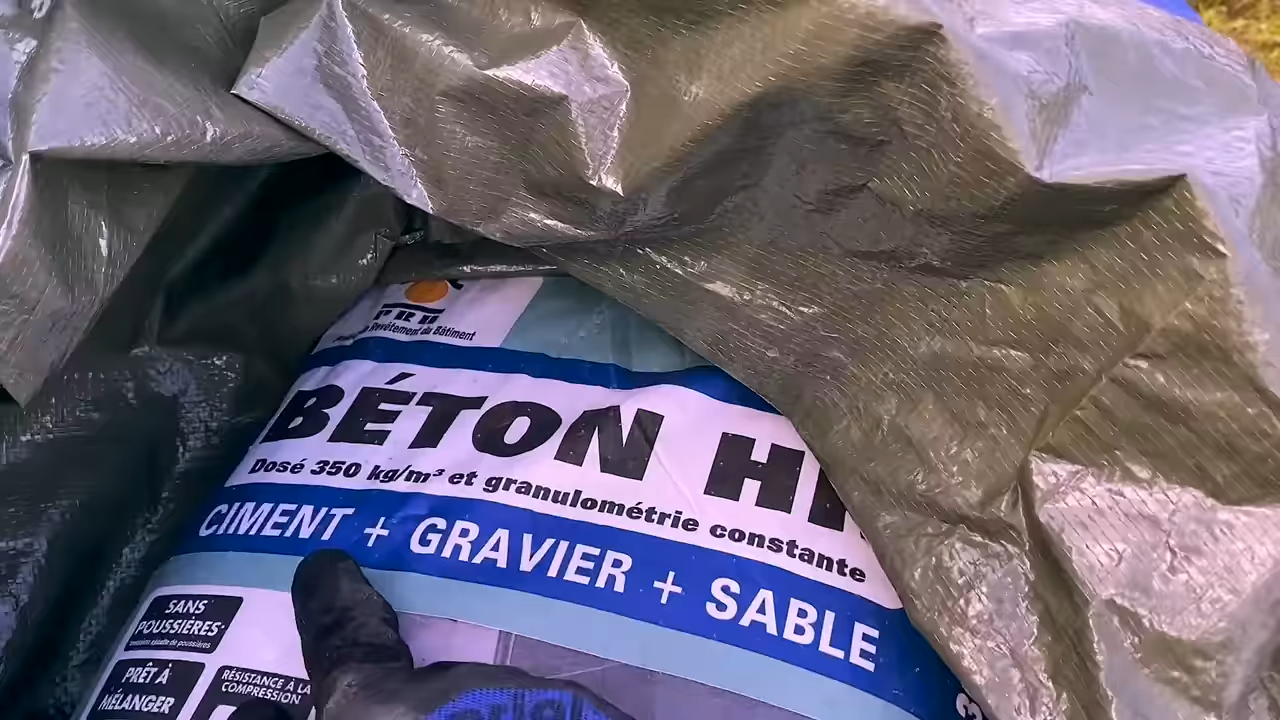 PRB
Revêtement du Bâtiment
BÉTON
Dosé 350 kg/m³ et granulométrie constante
CIMENT + GRAVIER + SABLE
SANS
POUSSIÈRES*
PRÊT À
MÉLANGER
RÉSISTANCE À LA
COMPRESSION